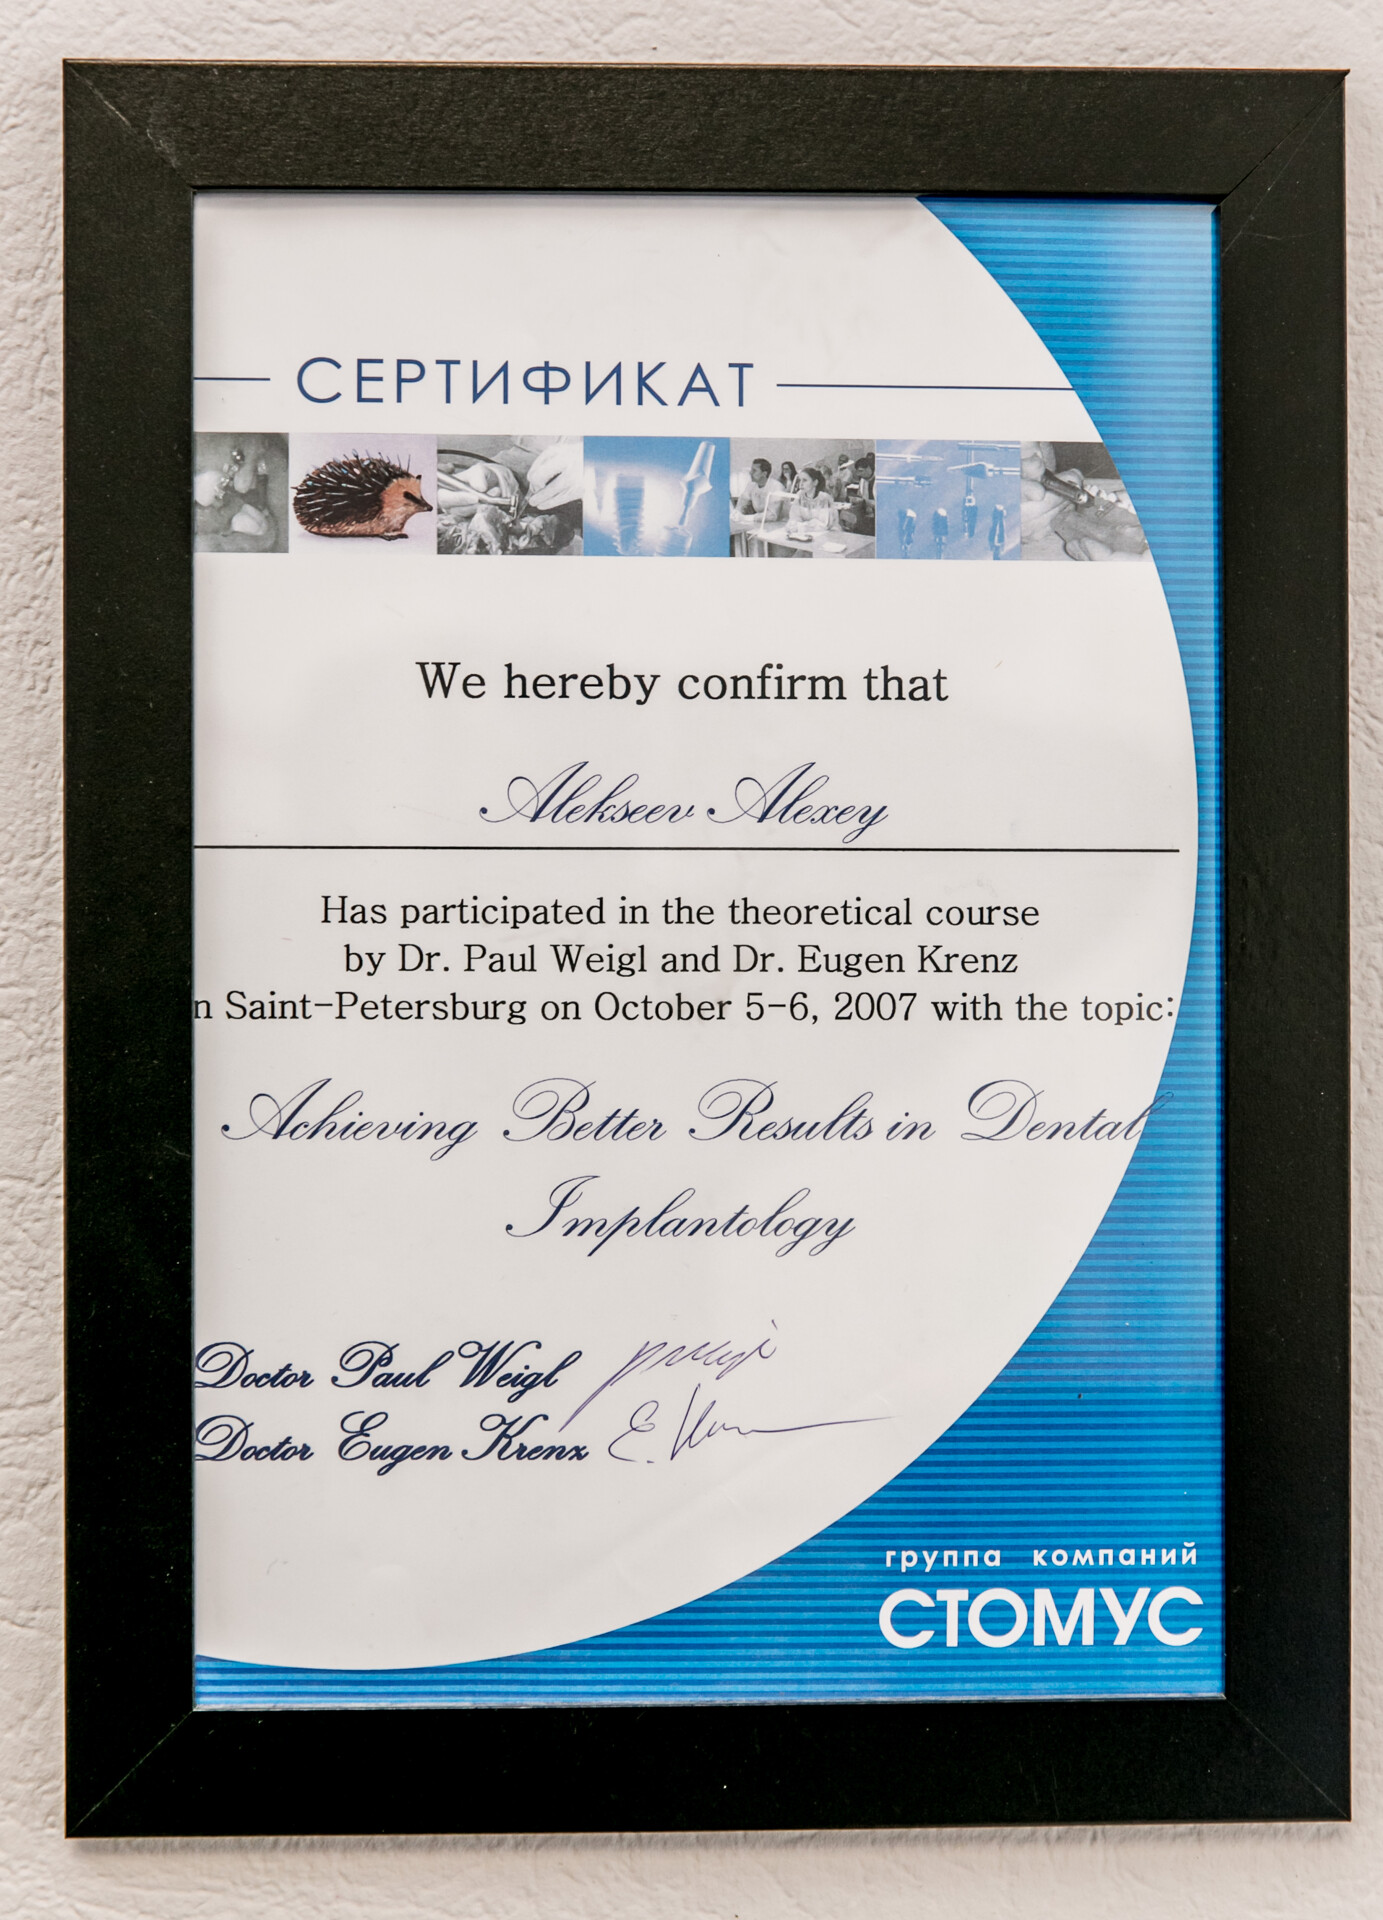 СЕРТИФИКАТ
We hereby confirm that
Alekseev Alexey
Has participated in the theoretical course
by Dr. Paul Weigl and Dr. Eugen Krenz
n Saint-Petersburg on October 5-6, 2007 with the topic:
Achieving Better Results in Dental
Implantology
Doctor Paul Weigl
Doctor Eugen Krenz
группа компаний
СТОМУС